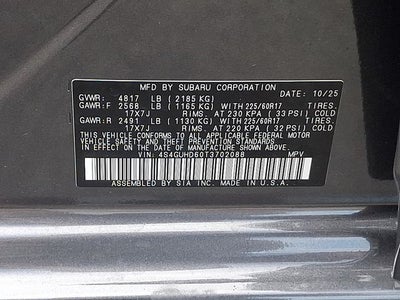 MFD.BY SUBARU CORPORATION DATE: 10/25
GVWR: 4817 LB ( 2185 KG)
GAWR:F 2568 LB ( 1165 KG) WITH 225/60R17 TIRES.
17X7J RIMS. AT 230 KPA ( 33 PSI) COLD
GAWR:R 2491 LB ( 1130 KG) WITH 225/60R17 TIRES.
17X7J RIMS. AT 220 KPA ( 32 PSI) COLD
THIS VEHICLE CONFORMS TO ALL APPLICABLE FEDERAL MOTOR
VEHICLE SAFETY AND THEFT PREVENTION STANDARDS IN EFFECT ON THE DATE
OF MANUFACTURE SHOWN ABOVE.
VIN: 4S4GUHD60T3702088 MPV
ASSEMBLED BY SIA INC. MADE IN U.S.A.